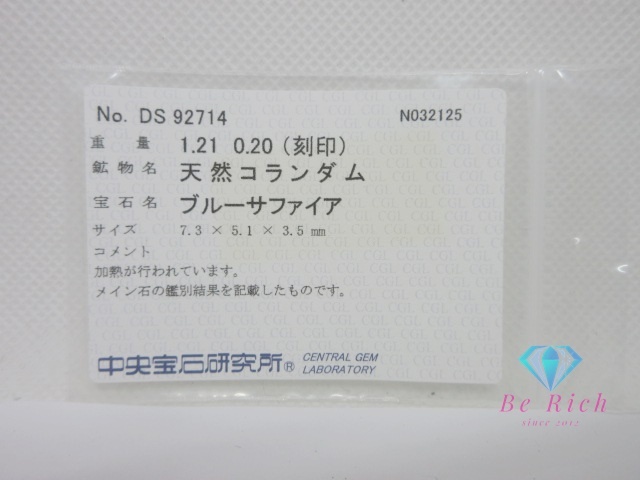 No. DS 92714 N032125
重量 1.21 0.20(刻印)
鉱物名 天然コランダム
宝石名 ブルーサファイア
サイズ 7.3 × 5.1 × 3.5 mm
コメント
加熱が行われています。
メイン石の鑑別結果を記載したものです。
中央宝石研究所® CENTRAL GEM
LABORATORY
Be Rich
since 2012